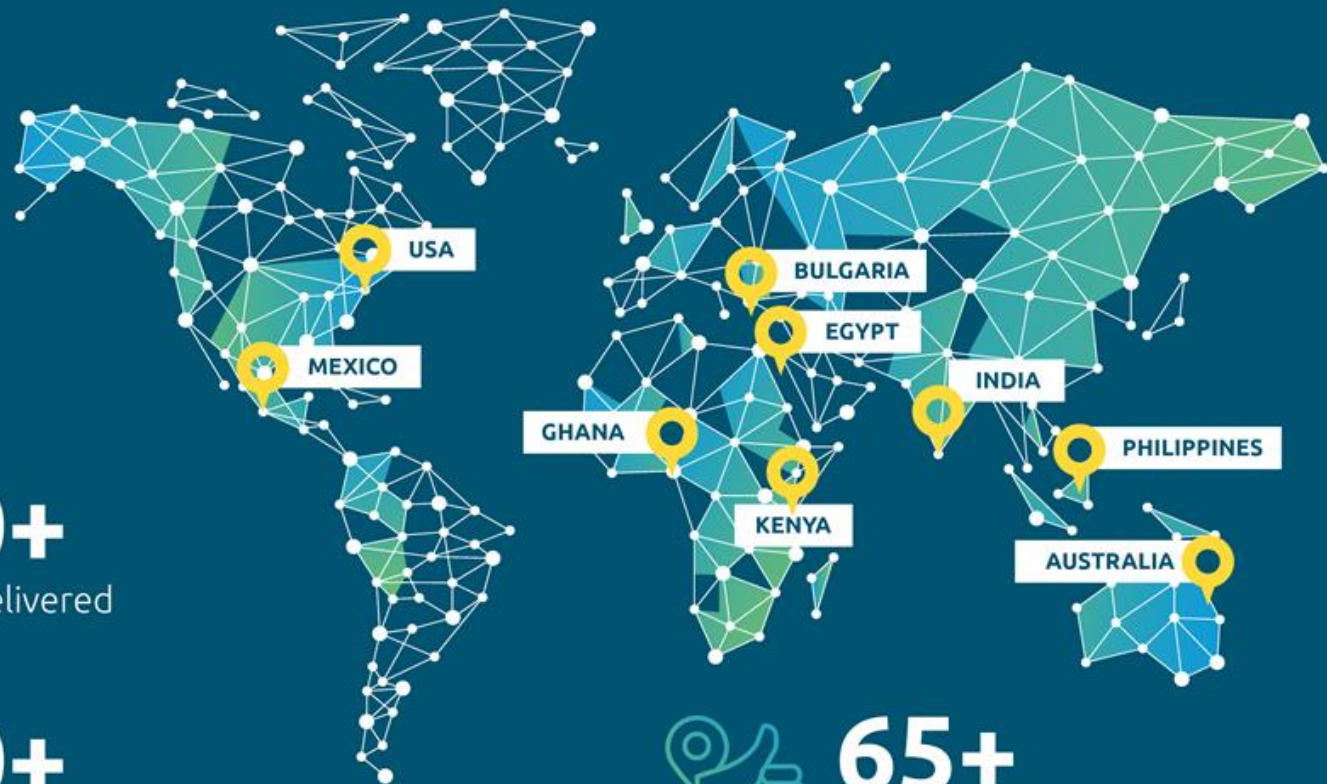 USA
BULGARIA
EGYPT
MEXICO
INDIA
GHANA
PHILIPPINES
KENYA
AUSTRALIA
65+